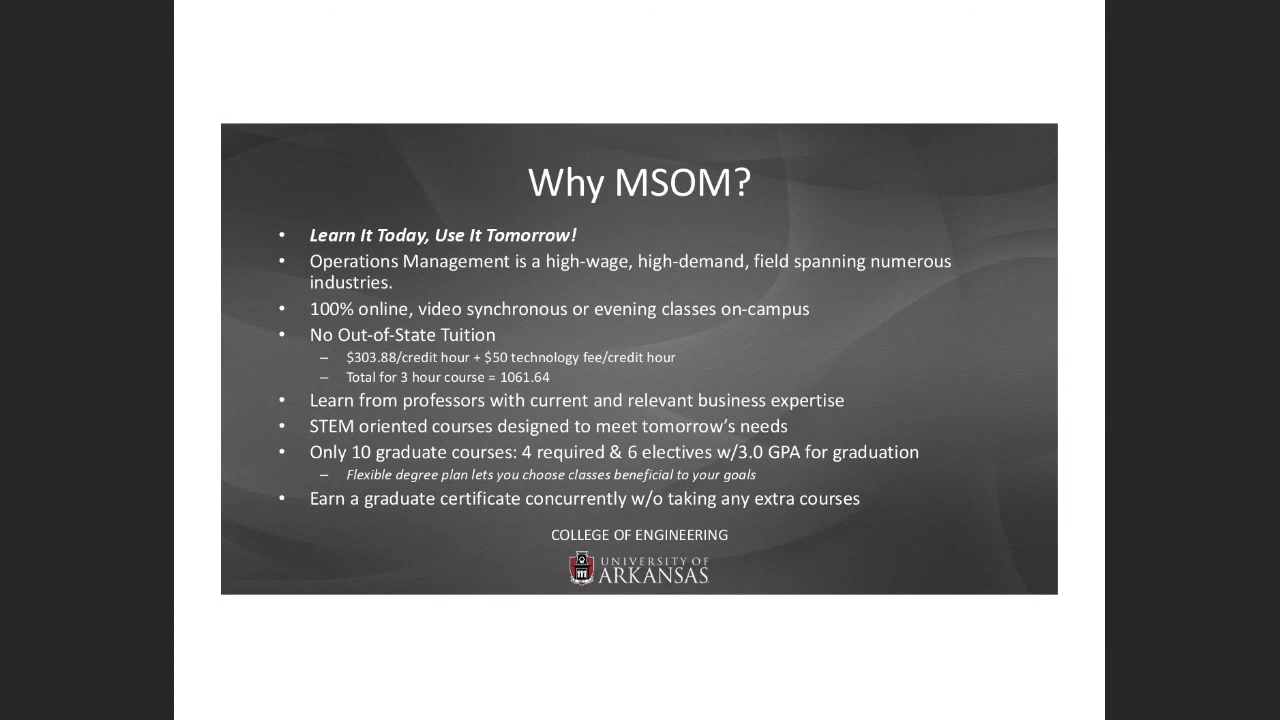 Why MSOM?
• Learn It Today, Use It Tomorrow!
• Operations Management is a high-wage, high-demand, field spanning numerous
industries.
• 100% online, video synchronous or evening classes on-campus
• No Out-of-State Tuition
– $303.88/credit hour + $50 technology fee/credit hour
– Total for 3 hour course = 1061.64
• Learn from professors with current and relevant business expertise
• STEM oriented courses designed to meet tomorrow’s needs
• Only 10 graduate courses: 4 required & 6 electives w/3.0 GPA for graduation
– Flexible degree plan lets you choose classes beneficial to your goals
• Earn a graduate certificate concurrently w/o taking any extra courses
COLLEGE OF ENGINEERING
UNIVERSITY OF
ARKANSAS